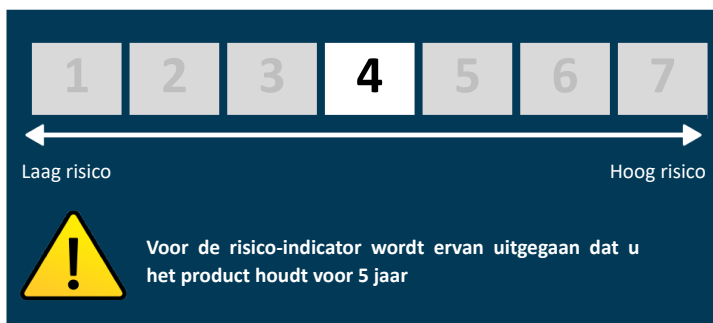 1 2 3 4 5 6 7
Laag risico Hoog risico
!
Voor de risico-indicator wordt ervan uitgegaan dat u
het product houdt voor 5 jaar